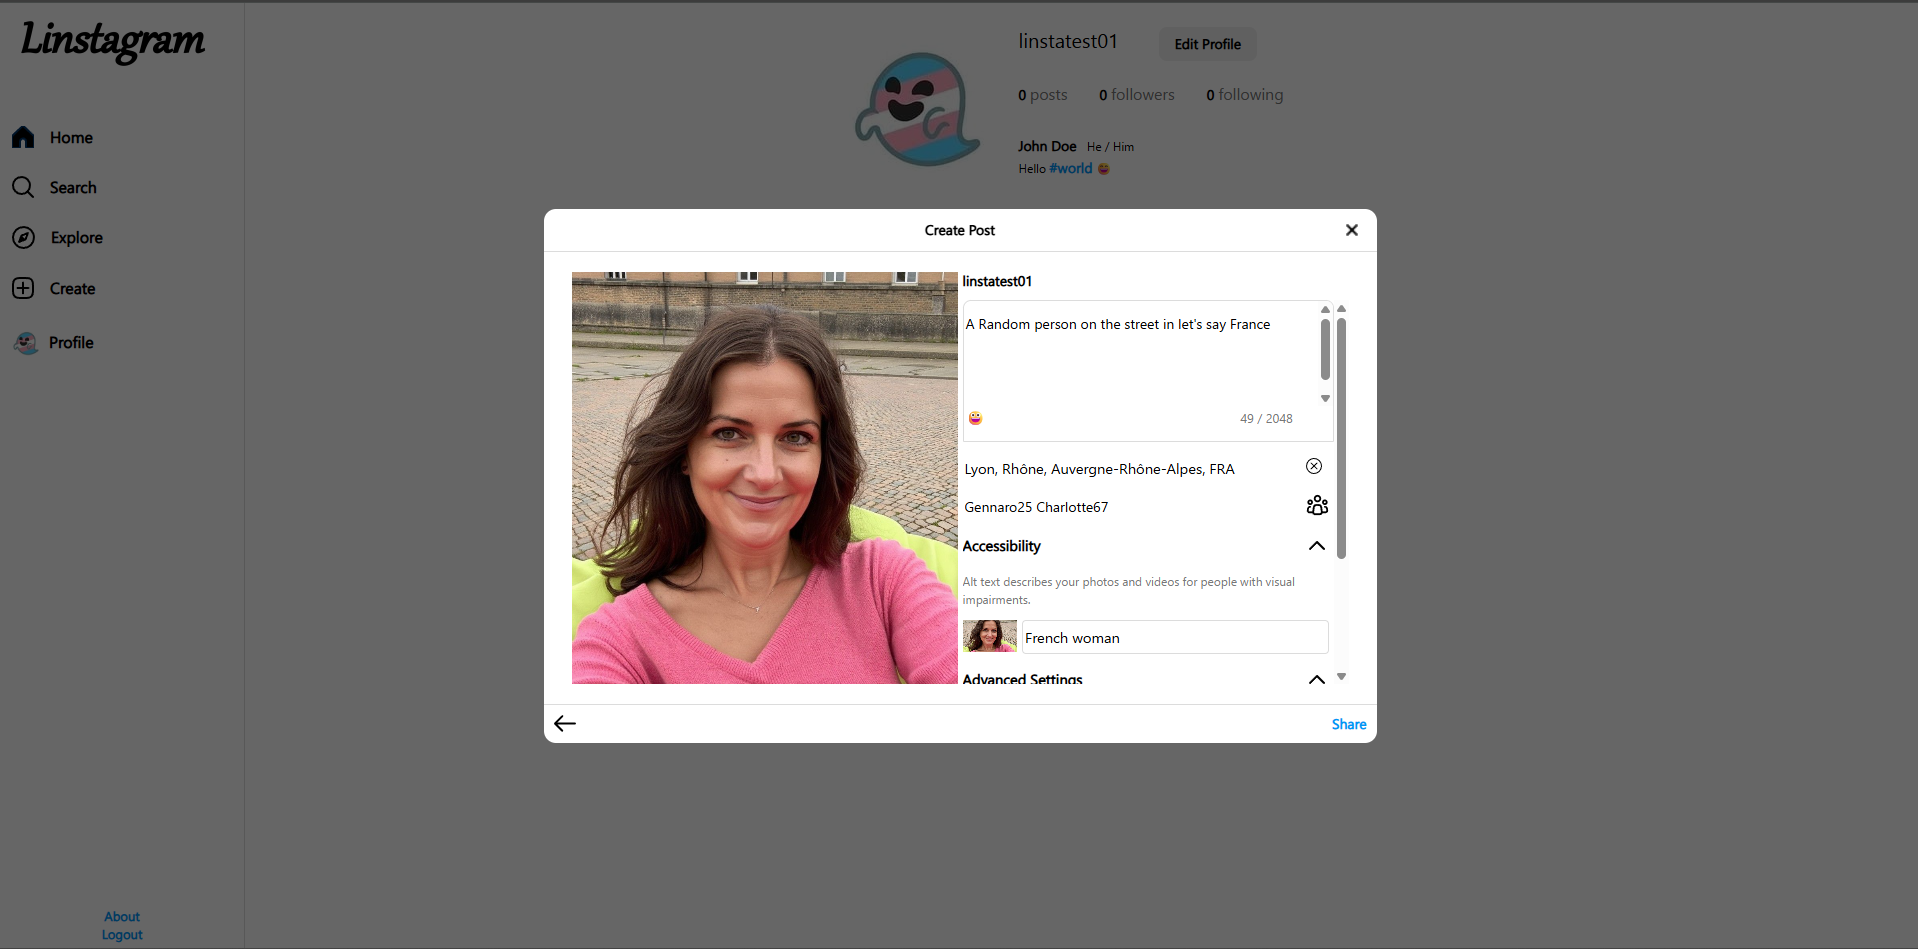 Linstagram
Home
Search
Explore
Create
Profile
About
Logout
linstatest01
Edit Profile
0 posts
0 followers
0 following
John Doe He / Him
Hello #world
Create Post
linstatest01
A Random person on the street in let's say France
49 / 2048
Lyon, Rhône, Auvergne-Rhône-Alpes, FRA
Gennaro25 Charlotte67
Accessibility
Alt text describes your photos and videos for people with visual
impairments.
French woman
Advanced Settings
Share